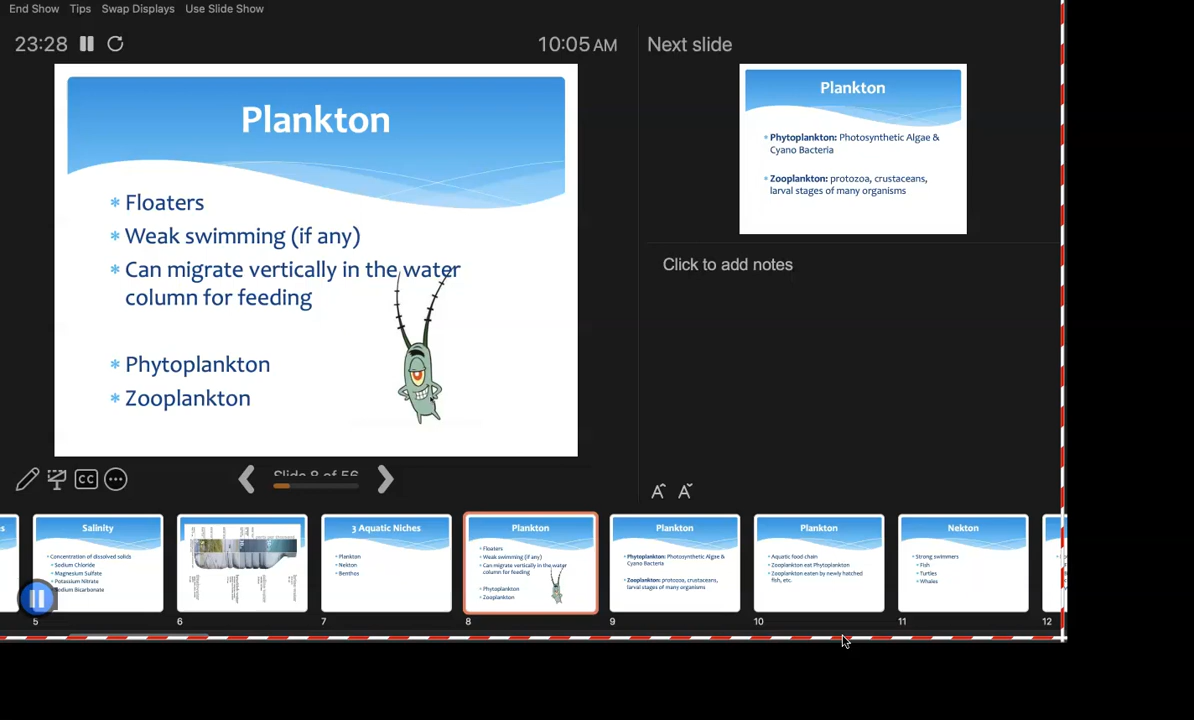 End Show Tips Swap Displays Use Slide Show
23:28
10:05 AM
Next slide
Plankton
* Floaters
* Weak swimming (if any)
* Can migrate vertically in the water
column for feeding
* Phytoplankton
* Zooplankton
Plankton
* Phytoplankton: Photosynthetic Algae &
Cyano Bacteria
* Zooplankton: protozoa, crustaceans,
larval stages of many organisms
Click to add notes
CC
Slide 8 of 56
A A
Salinity
* Concentration of dissolved solids
* Sodium Chloride
* Magnesium Sulfate
* Potassium Nitrate
Sodium Bicarbonate
5
6
3 Aquatic Niches
* Plankton
* Nekton
* Benthos
7
Plankton
* Floaters
* Weak swimming (if any)
* Can migrate vertically in the water
column for feeding
* Phytoplankton
* Zooplankton
8
Plankton
* Phytoplankton: Photosynthetic Algae &
Cyano Bacteria
* Zooplankton: protozoa, crustaceans,
larval stages of many organisms
9
Plankton
* Aquatic food chain
* Zooplankton eat Phytoplankton
* Zooplankton eaten by newly hatched
fish, etc.
10
Nekton
* Strong swimmers
* Fish
* Turtles
* Whales
11
12